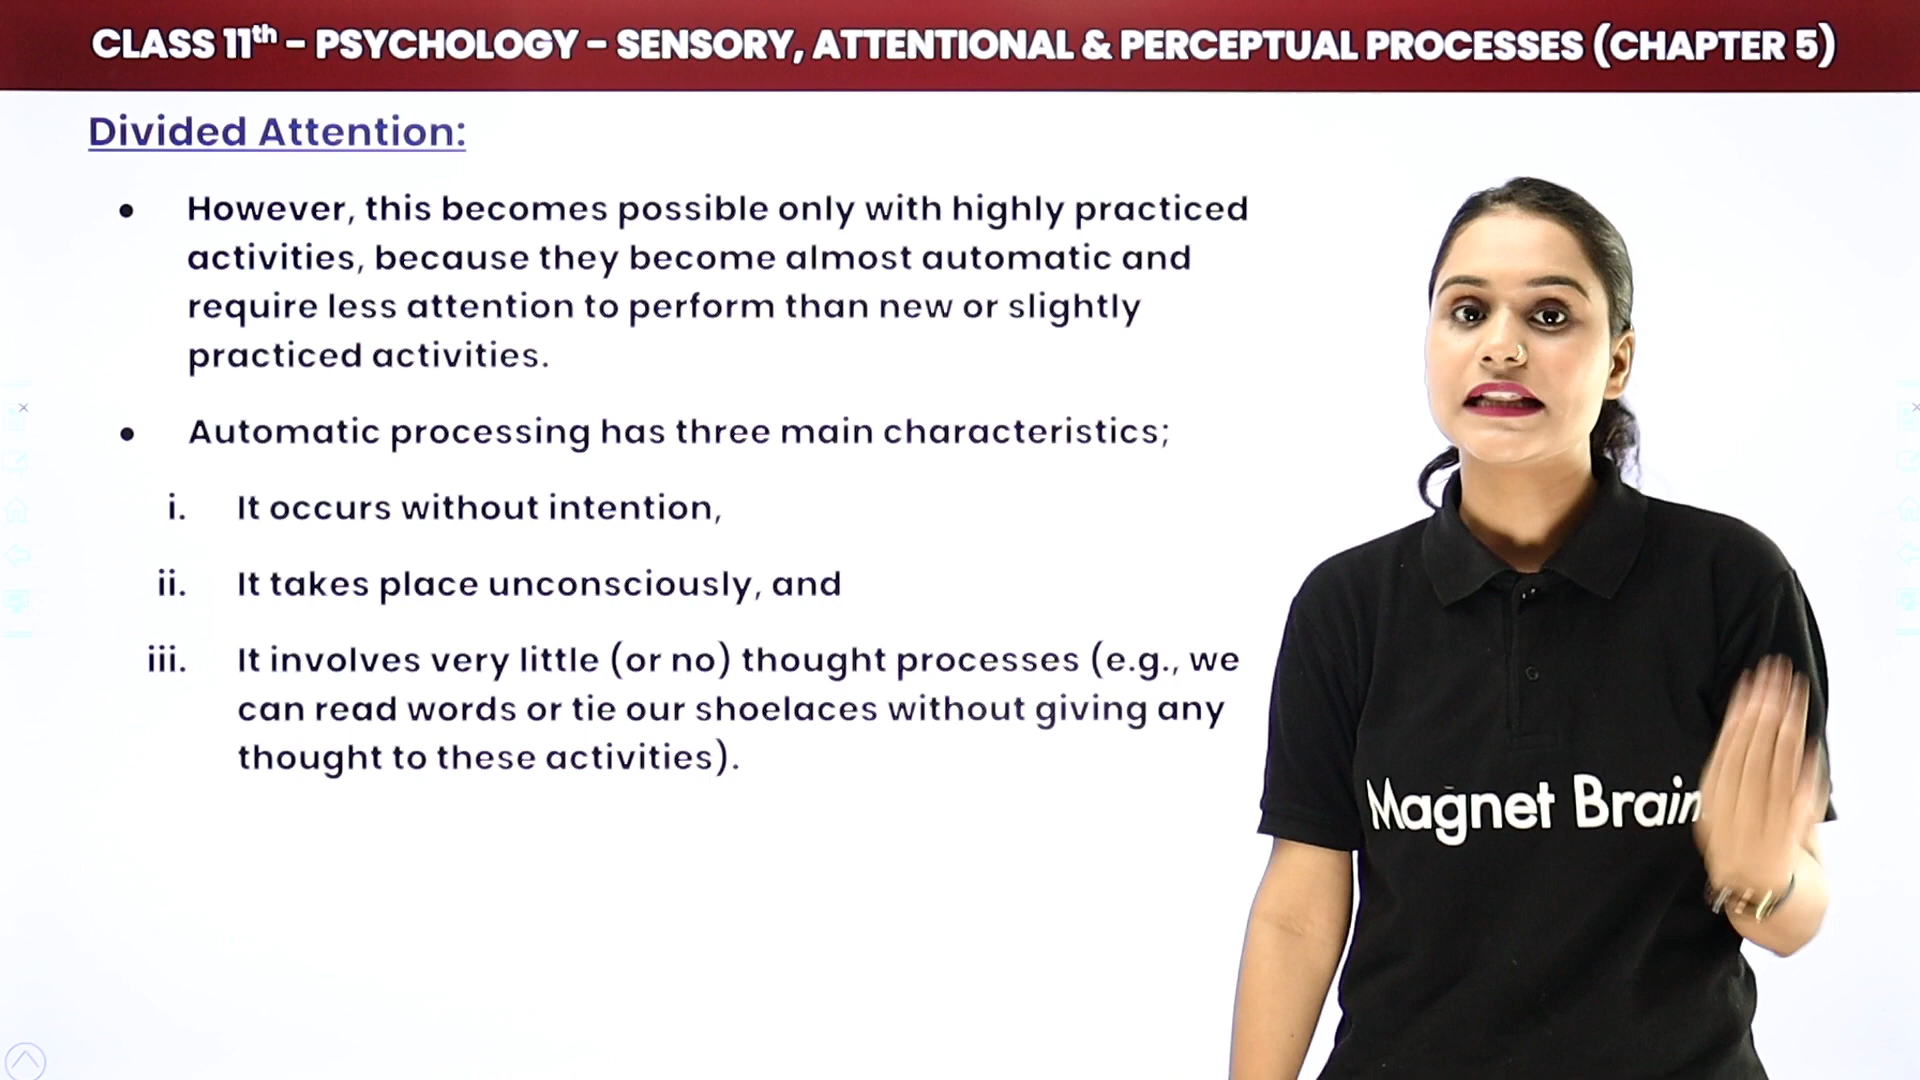 CLASS 11th – PSYCHOLOGY – SENSORY, ATTENTIONAL & PERCEPTUAL PROCESSES (CHAPTER 5)
Divided Attention:
• However, this becomes possible only with highly practiced
activities, because they become almost automatic and
require less attention to perform than new or slightly
practiced activities.
• Automatic processing has three main characteristics;
i. It occurs without intention,
ii. It takes place unconsciously, and
iii. It involves very little (or no) thought processes (e.g., we
can read words or tie our shoelaces without giving any
thought to these activities).
Magnet Brain